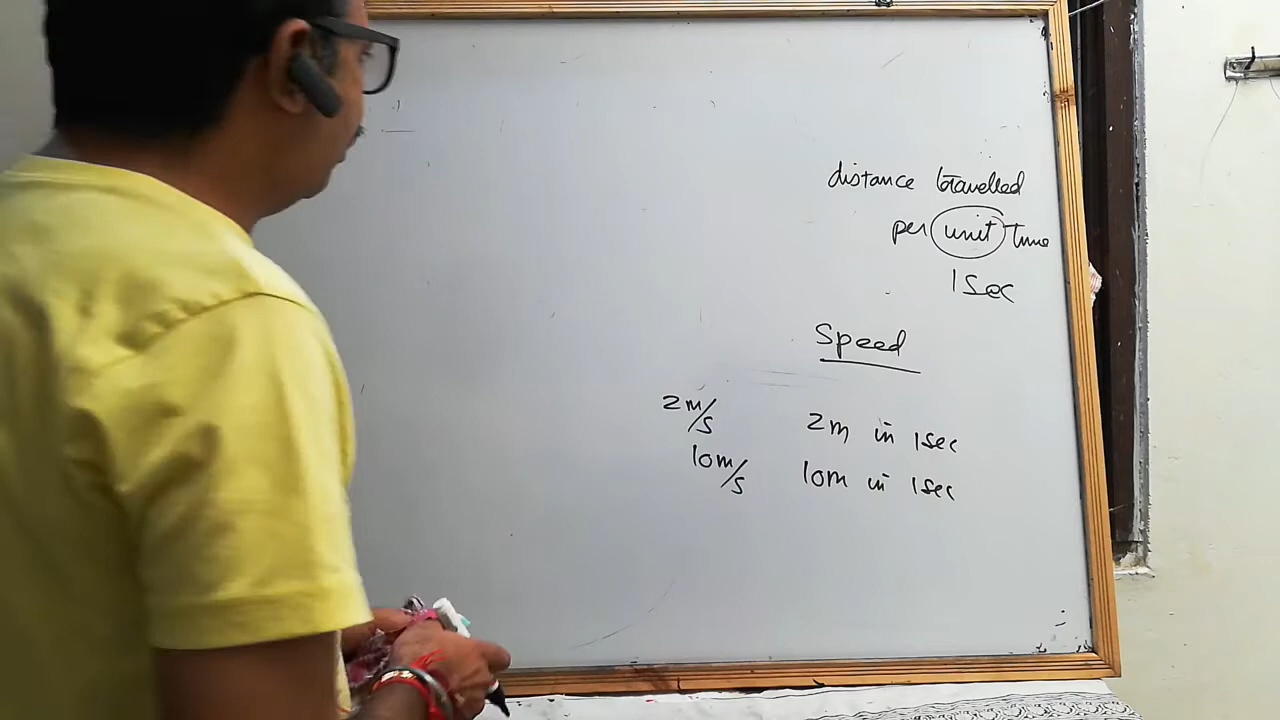 distance travelled
per unit Time
1 Sec
Speed
2m/s 2m in 1sec
10m/s 10m in 1sec